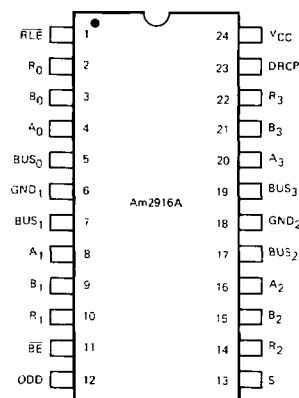 R̅L̅E̅ 1 24 VCC
R0 2 23 DRCP
B0 3 22 R3
A0 4 21 B3
BUS0 5 20 A3
GND1 6 19 BUS3
Am2916A
BUS1 7 18 GND2
A1 8 17 BUS2
B1 9 16 A2
R1 10 15 B2
B̅E̅ 11 14 R2
ODD 12 13 S